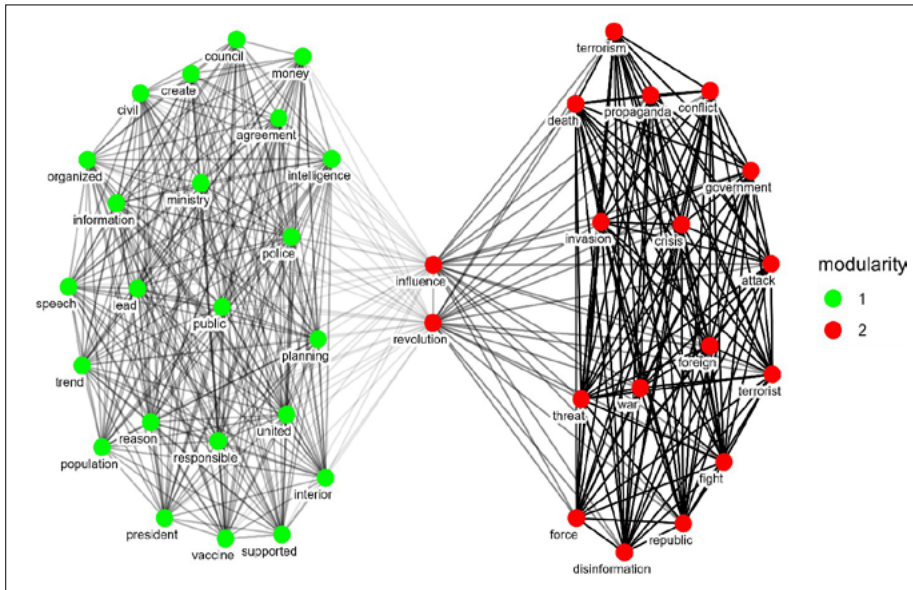 terrorism
council
money
create
civil
propaganda
conflict
death
agreement
organized
intelligence
ministry
government
information
invasion
crisis
police
modularity
influence
attack
1
speech
lead
2
public
revolution
planning
foreign
trend
terrorist
threat
war
reason
united
population
responsible
fight
interior
president
force
republic
vaccine
supported
disinformation